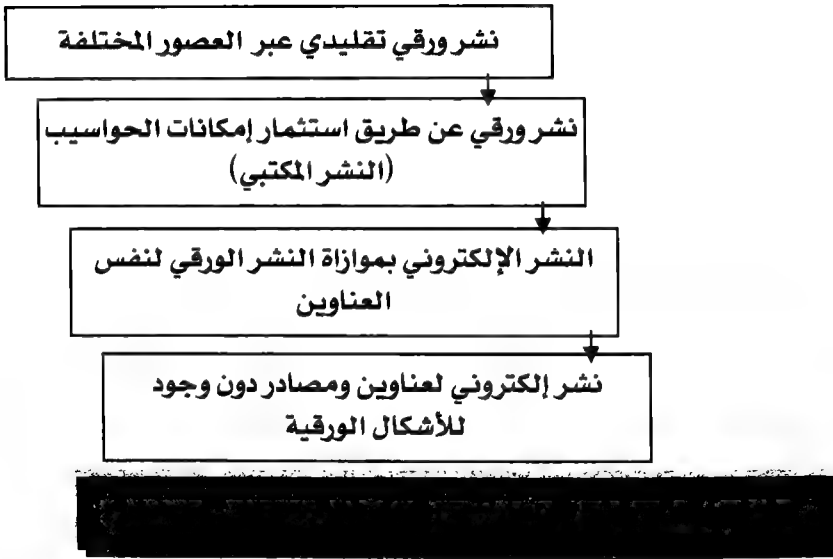 نشر ورقي تقليدي عبر العصور المختلفة
نشر ورقي عن طريق استثمار إمكانات الحواسيب
(النشر المكتبي)
النشر الإلكتروني بموازاة النشر الورقي لنفس
العناوين
نشر إلكتروني لعناوين ومصادر دون وجود
للأشكال الورقية